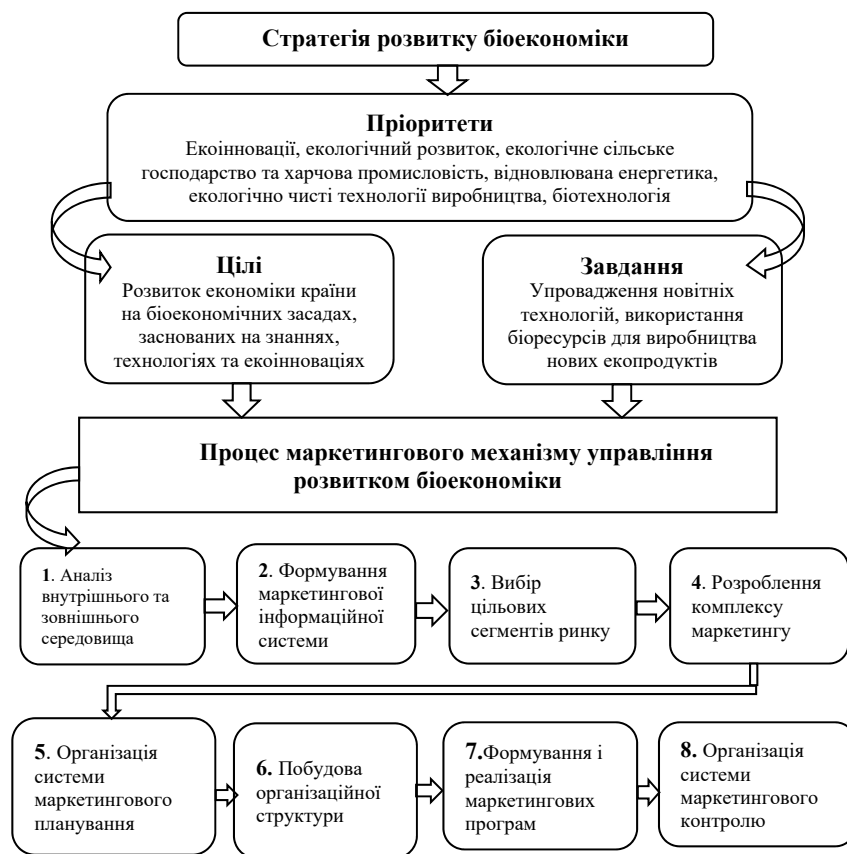 Стратегія розвитку біоекономіки
Пріоритети
Екоінновації, екологічний розвиток, екологічне сільське
господарство та харчова промисловість, відновлювана енергетика,
екологічно чисті технології виробництва, біотехнологія
Цілі
Розвиток економіки країни
на біоекономічних засадах,
заснованих на знаннях,
технологіях та екоінноваціях
Завдання
Упровадження новітніх
технологій, використання
біоресурсів для виробництва
нових екопродуктів
Процес маркетингового механізму управління
розвитком біоекономіки
1. Аналіз
внутрішнього та
зовнішнього
середовища
2. Формування
маркетингової
інформаційної
системи
3. Вибір
цільових
сегментів ринку
4. Розроблення
комплексу
маркетингу
5. Організація
системи
маркетингового
планування
6. Побудова
організаційної
структури
7.Формування і
реалізація
маркетингових
програм
8. Організація
системи
маркетингового
контролю